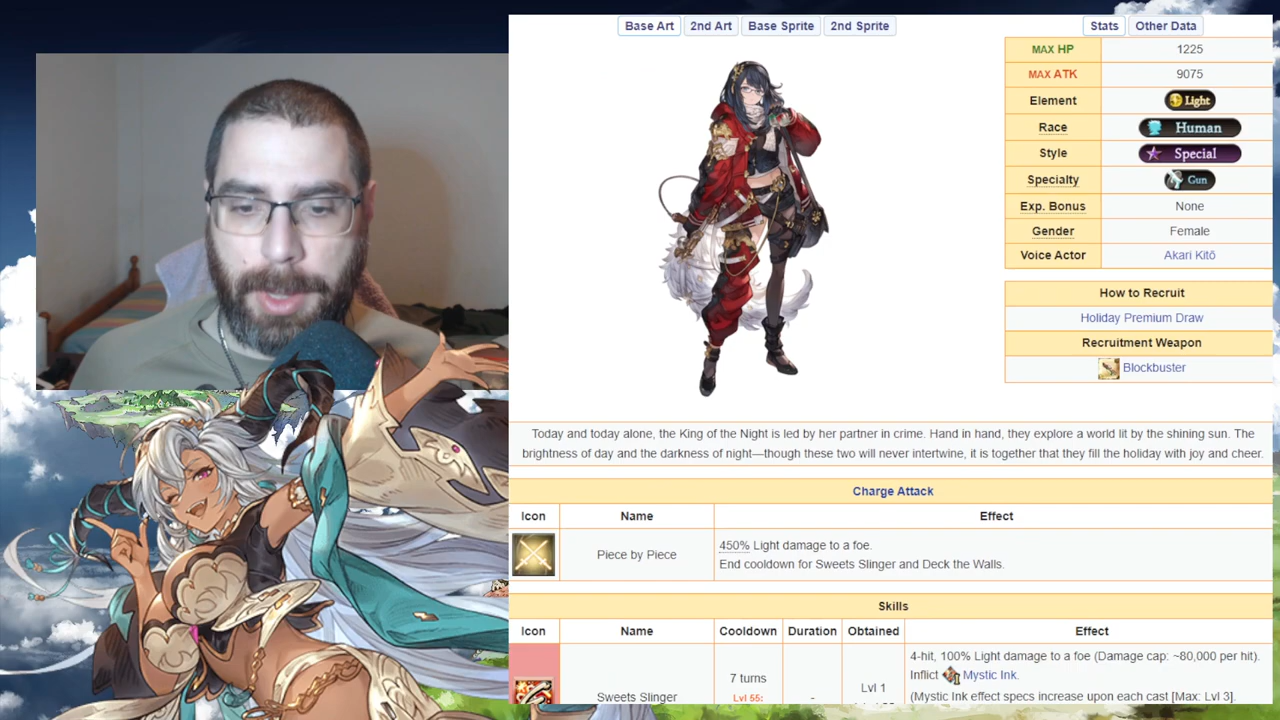 Base Art 2nd Art Base Sprite 2nd Sprite
Stats Other Data
MAX HP 1225
MAX ATK 9075
Element Light
Race Human
Style Special
Specialty Gun
Exp. Bonus None
Gender Female
Voice Actor Akari Kitō
How to Recruit
Holiday Premium Draw
Recruitment Weapon
Blockbuster
Today and today alone, the King of the Night is led by her partner in crime. Hand in hand, they explore a world lit by the shining sun. The
brightness of day and the darkness of night—though these two will never intertwine, it is together that they fill the holiday with joy and cheer.
Charge Attack
Icon Name Effect
Piece by Piece
450% Light damage to a foe.
End cooldown for Sweets Slinger and Deck the Walls.
Skills
Icon Name Cooldown Duration Obtained Effect
Sweets Slinger
7 turns
Lvl 55:
-
Lvl 1
4-hit, 100% Light damage to a foe (Damage cap: ~80,000 per hit).
Inflict Mystic Ink.
(Mystic Ink effect specs increase upon each cast [Max: Lvl 3].